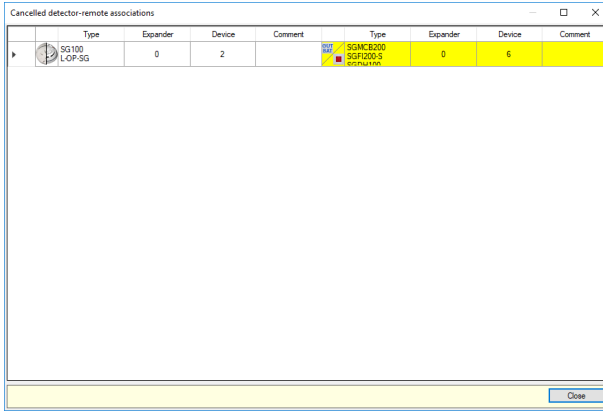 Cancelled detector-remote associations
Type Expander Device Comment Type Expander Device Comment
SG100
L-OP-SG
0 2
OUT
BAT
SGMCB200
SGFI200-S
SGDH100
0 6
Close